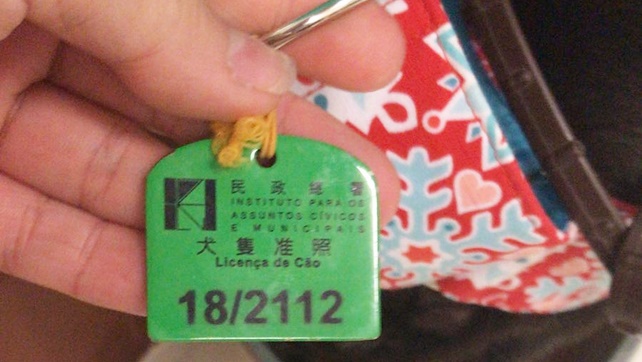 民政總署
INSTITUTO PARA OS
ASSUNTOS CÍVICOS
E MUNICIPAIS
犬隻准照
Licença de Cão
18/2112